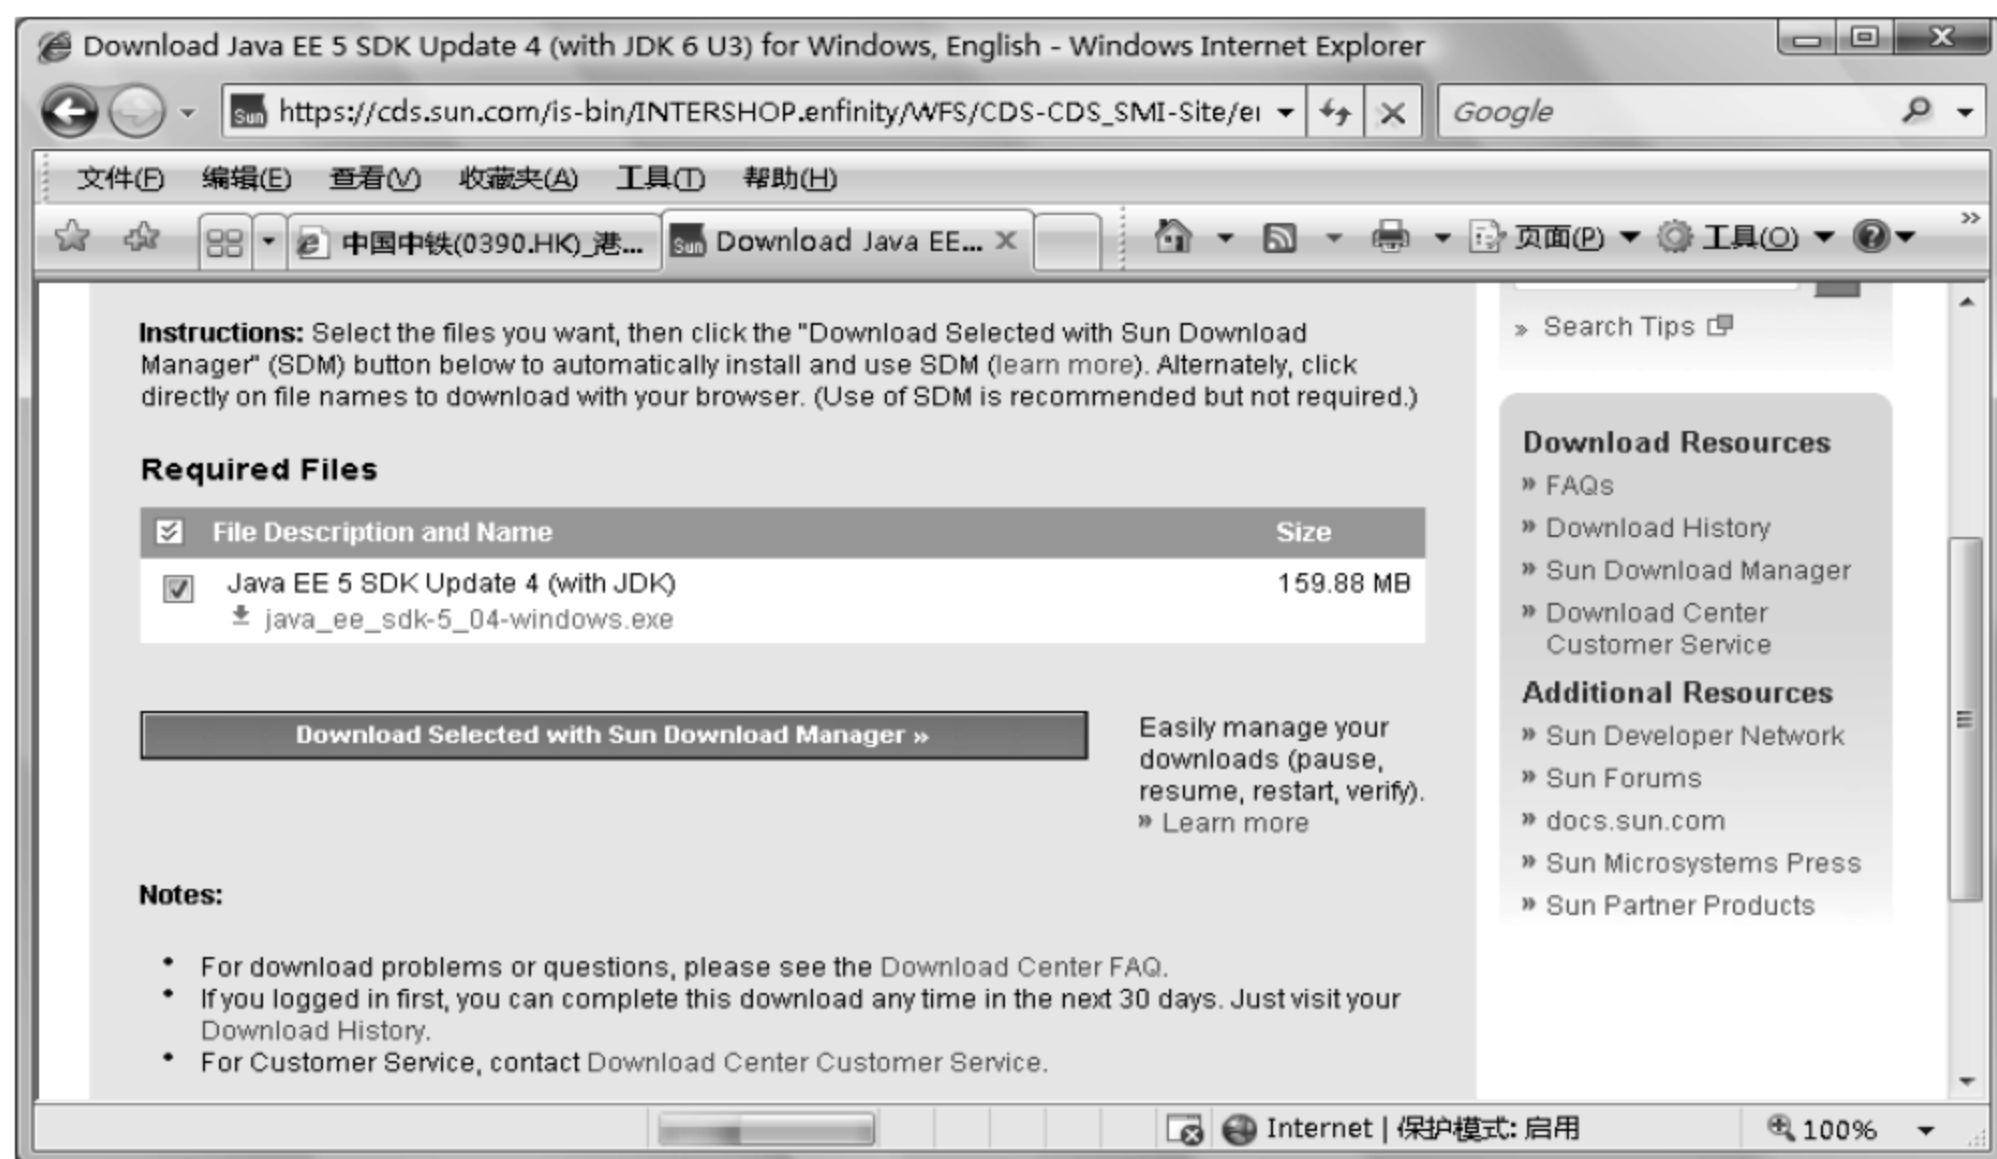 Download Java EE 5 SDK Update 4 (with JDK 6 U3) for Windows, English - Windows Internet Explorer
Sun https://cds.sun.com/is-bin/INTERSHOP.enfinity/WFS/CDS-CDS_SMI-Site/ei
Google
文件(F) 编辑(E) 查看(V) 收藏夹(A) 工具(T) 帮助(H)
中国中铁(0390.HK)_港... Sun Download Java EE... 页面(P) 工具(O)
Instructions: Select the files you want, then click the "Download Selected with Sun Download
Manager" (SDM) button below to automatically install and use SDM (learn more). Alternately, click
directly on file names to download with your browser. (Use of SDM is recommended but not required.)
Required Files
File Description and Name Size
Java EE 5 SDK Update 4 (with JDK) 159.88 MB
java_ee_sdk-5_04-windows.exe
Download Selected with Sun Download Manager »
Easily manage your
downloads (pause,
resume, restart, verify).
» Learn more
Notes:
• For download problems or questions, please see the Download Center FAQ.
• If you logged in first, you can complete this download any time in the next 30 days. Just visit your
Download History.
• For Customer Service, contact Download Center Customer Service.
» Search Tips
Download Resources
» FAQs
» Download History
» Sun Download Manager
» Download Center
Customer Service
Additional Resources
» Sun Developer Network
» Sun Forums
» docs.sun.com
» Sun Microsystems Press
» Sun Partner Products
Internet | 保护模式: 启用
100%